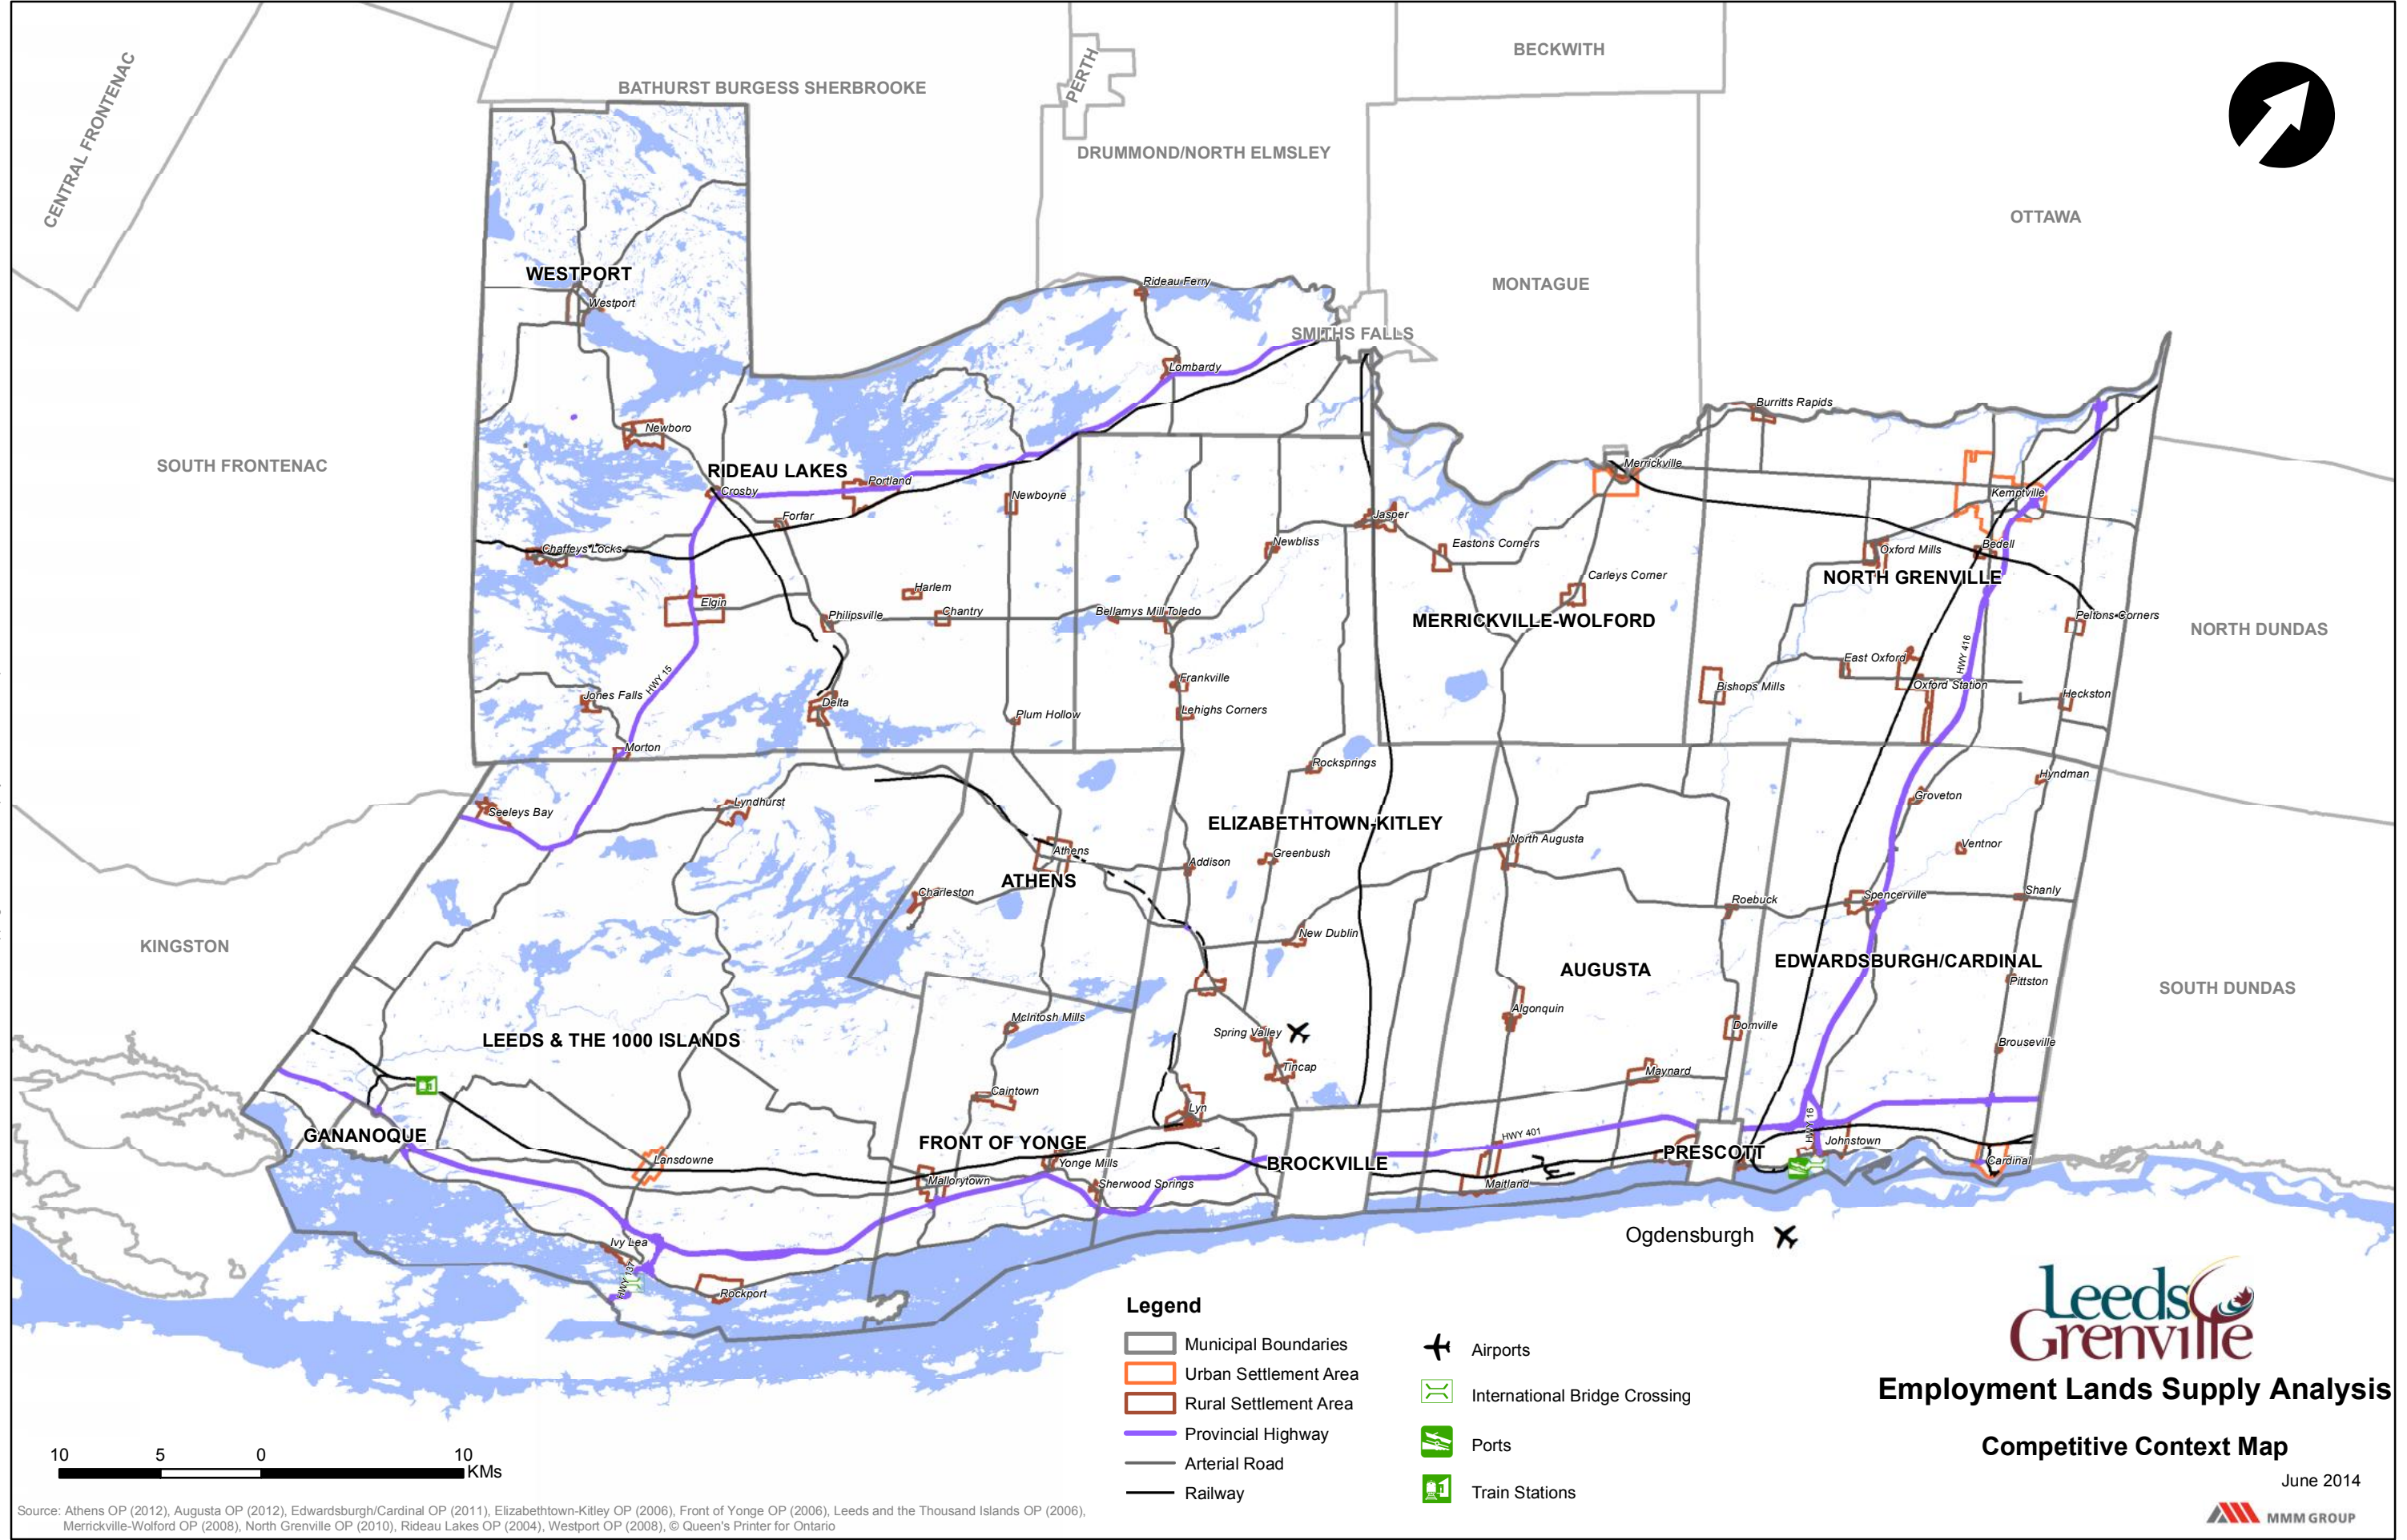 CENTRAL FRONTENAC
BATHURST BURGESS SHERBROOKE
PERTH
BECKWITH
DRUMMOND/NORTH ELMSLEY
OTTAWA
MONTAGUE
WESTPORT
Westport
Rideau Ferry
SMITHS FALLS
Lombardy
Burritts Rapids
Newboro
SOUTH FRONTENAC
RIDEAU LAKES
Crosby
Portland
Newboyne
Forfar
Chaffeys Locks
Merrickville
Kemptville
Jasper
Newbliss
Eastons Corners
Oxford Mills
Bedell
NORTH GRENVILLE
Carleys Corner
Harlem
Elgin
Philipsville
Chantry
Bellamys Mill
Toledo
MERRICKVILLE-WOLFORD
Peltons Corners
NORTH DUNDAS
HWY 416
East Oxford
Oxford Station
Bishops Mills
Heckston
HWY 15
Jones Falls
Delta
Frankville
Lehighs Corners
Plum Hollow
Morton
Rocksprings
Hyndman
Groveton
Seeleys Bay
Lyndhurst
ELIZABETHTOWN-KITLEY
North Augusta
Ventnor
Athens
ATHENS
Addison
Greenbush
Charleston
Roebuck
Spencerville
Shanly
KINGSTON
New Dublin
AUGUSTA
EDWARDSBURGH/CARDINAL
Pittston
SOUTH DUNDAS
McIntosh Mills
Algonquin
Domville
Spring Valley
LEEDS & THE 1000 ISLANDS
Brouseville
Tincap
Maynard
Caintown
Lyn
GANANOQUE
FRONT OF YONGE
HWY 401
HWY 16
Johnstown
PRESCOTT
Lansdowne
Yonge Mills
BROCKVILLE
Cardinal
Mallorytown
Sherwood Springs
Maitland
Ivy Lea
HWY 137
Rockport
Ogdensburgh
Legend
Municipal Boundaries
Urban Settlement Area
Rural Settlement Area
Provincial Highway
Arterial Road
Railway
Airports
International Bridge Crossing
Ports
Train Stations
Leeds
Grenville
Employment Lands Supply Analysis
Competitive Context Map
June 2014
MMM GROUP
10 5 0 10
KMs
Source: Athens OP (2012), Augusta OP (2012), Edwardsburgh/Cardinal OP (2011), Elizabethtown-Kitley OP (2006), Front of Yonge OP (2006), Leeds and the Thousand Islands OP (2006),
Merrickville-Wolford OP (2008), North Grenville OP (2010), Rideau Lakes OP (2004), Westport OP (2008), © Queen's Printer for Ontario